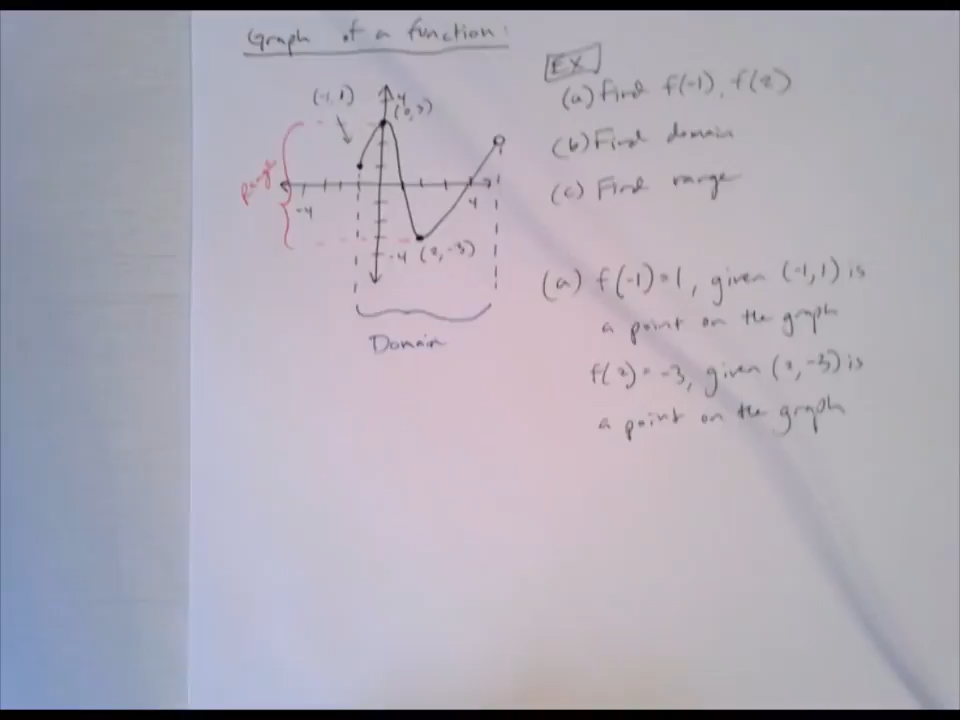 Graph of a function:
EX
(a) Find f(-1), f(2)
(b) Find domain
(c) Find range
(-1, 1)
4
(0, 3)
Range
-4
4
-4
(2, -3)
Domain
(a) f(-1) = 1, given (-1, 1) is
a point on the graph
f(2) = -3, given (2, -3) is
a point on the graph